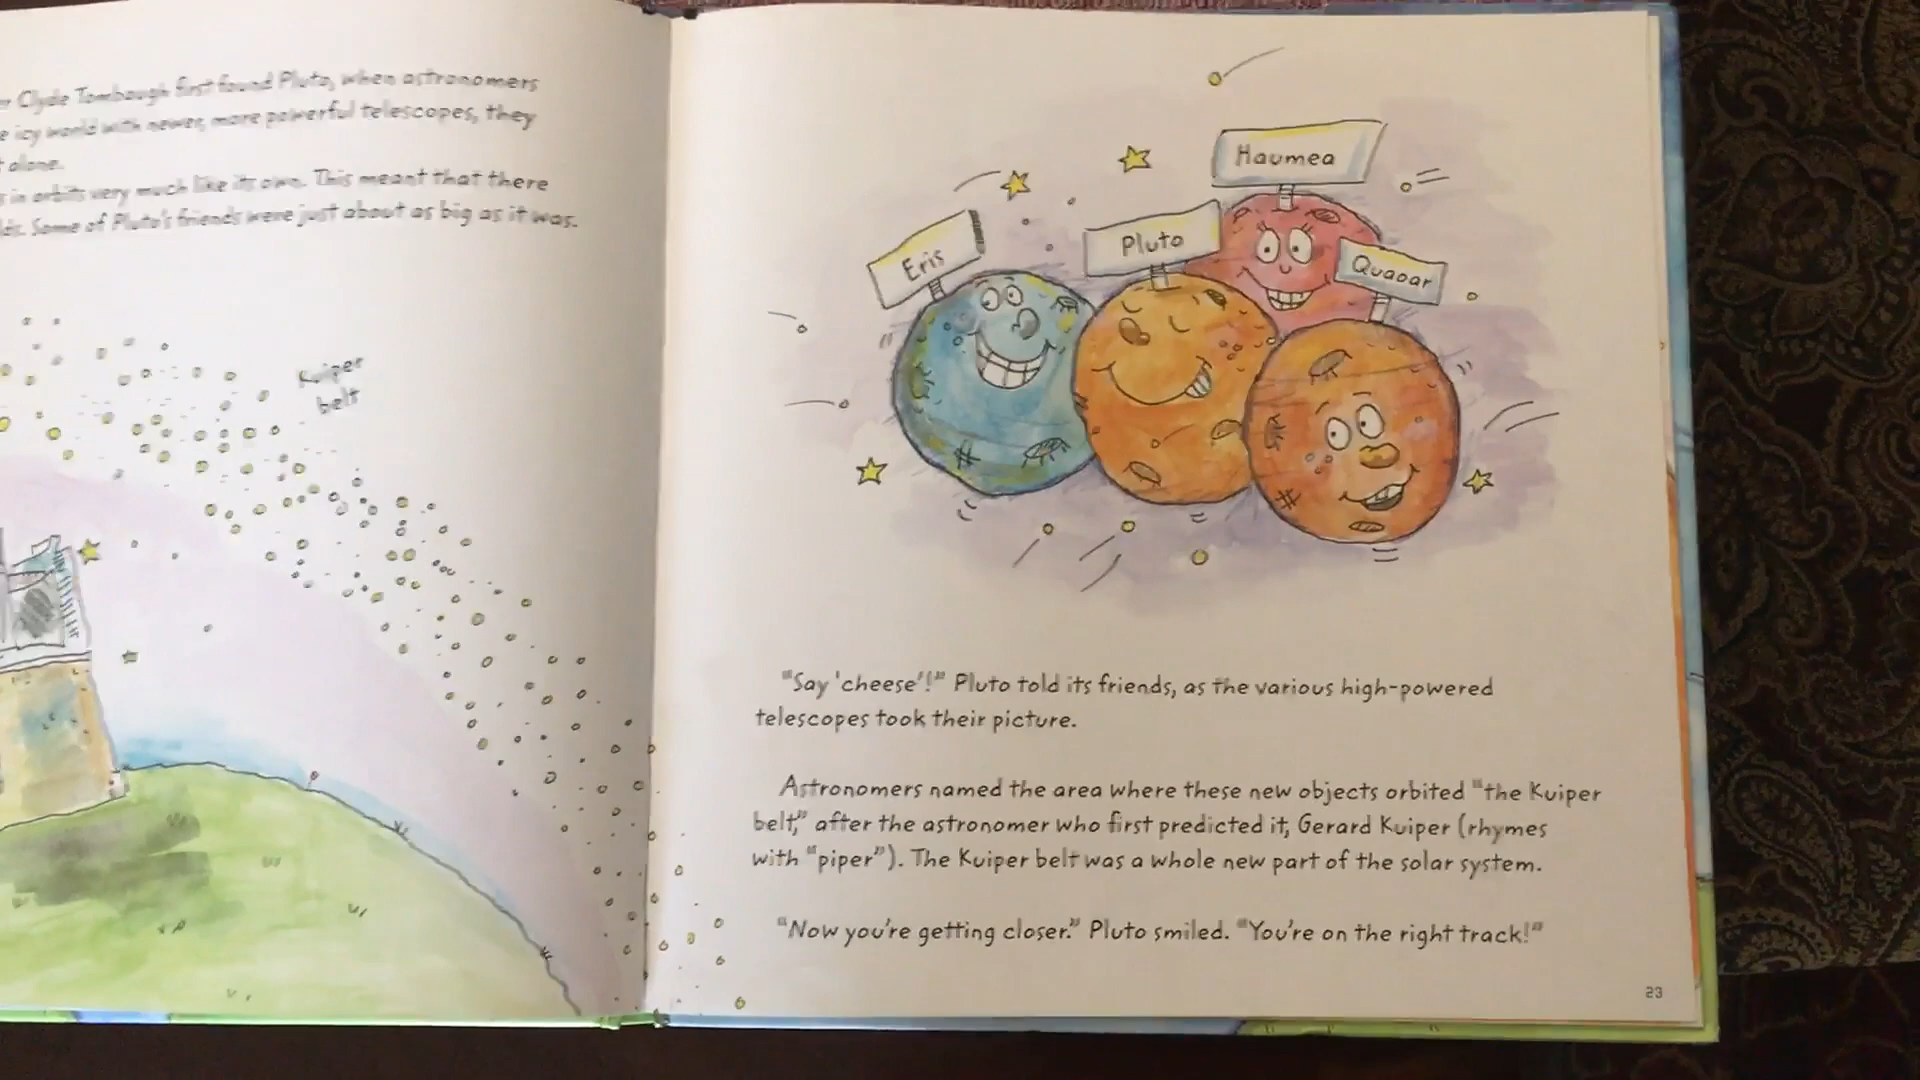 er Clyde Tombaugh first found Pluto, when astronomers
e icy world with newer, more powerful telescopes, they
t alone.
s in orbits very much like its own. This meant that there
lds. Some of Pluto's friends were just about as big as it was.
Kuiper
belt
Haumea
Pluto
Eris
Quaoar
"Say 'cheese'!" Pluto told its friends, as the various high-powered
telescopes took their picture.
Astronomers named the area where these new objects orbited "the Kuiper
belt," after the astronomer who first predicted it, Gerard Kuiper (rhymes
with "piper"). The Kuiper belt was a whole new part of the solar system.
"Now you're getting closer." Pluto smiled. "You're on the right track!"
23